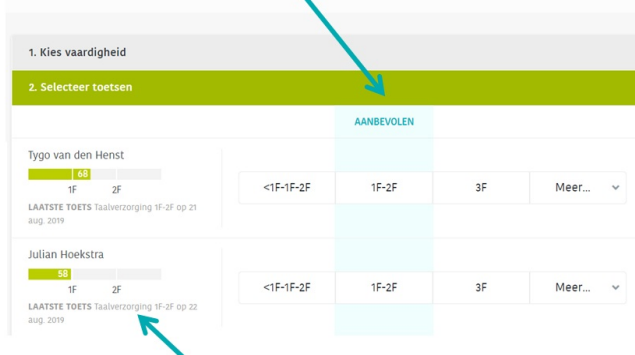 1. Kies vaardigheid
2. Selecteer toetsen
AANBEVOLEN
Tygo van den Henst
68
1F 2F
LAATSTE TOETS Taalverzorging 1F-2F op 21
aug. 2019
<1F-1F-2F 1F-2F 3F Meer...
Julian Hoekstra
58
1F 2F
LAATSTE TOETS Taalverzorging 1F-2F op 22
aug. 2019
<1F-1F-2F 1F-2F 3F Meer...